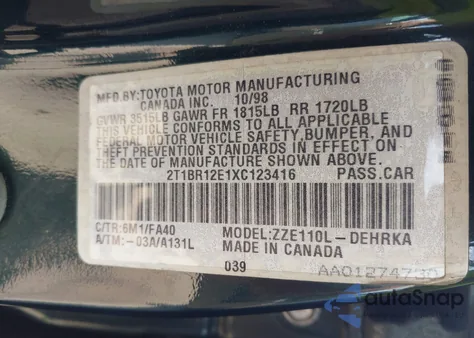 MFD.BY:TOYOTA MOTOR MANUFACTURING
CANADA INC. 10/98
GVWR 3515LB GAWR FR 1815LB RR 1720LB
THIS VEHICLE CONFORMS TO ALL APPLICABLE
FEDERAL MOTOR VEHICLE SAFETY,BUMPER, AND
THEFT PREVENTION STANDARDS IN EFFECT ON
THE DATE OF MANUFACTURE SHOWN ABOVE.
2T1BR12E1XC123416 PASS.CAR
C/TR:6M1/FA40 MODEL:ZZE110L-DEHRKA
A/TM:-03A/A131L MADE IN CANADA
039
AA01274730
autoSnap